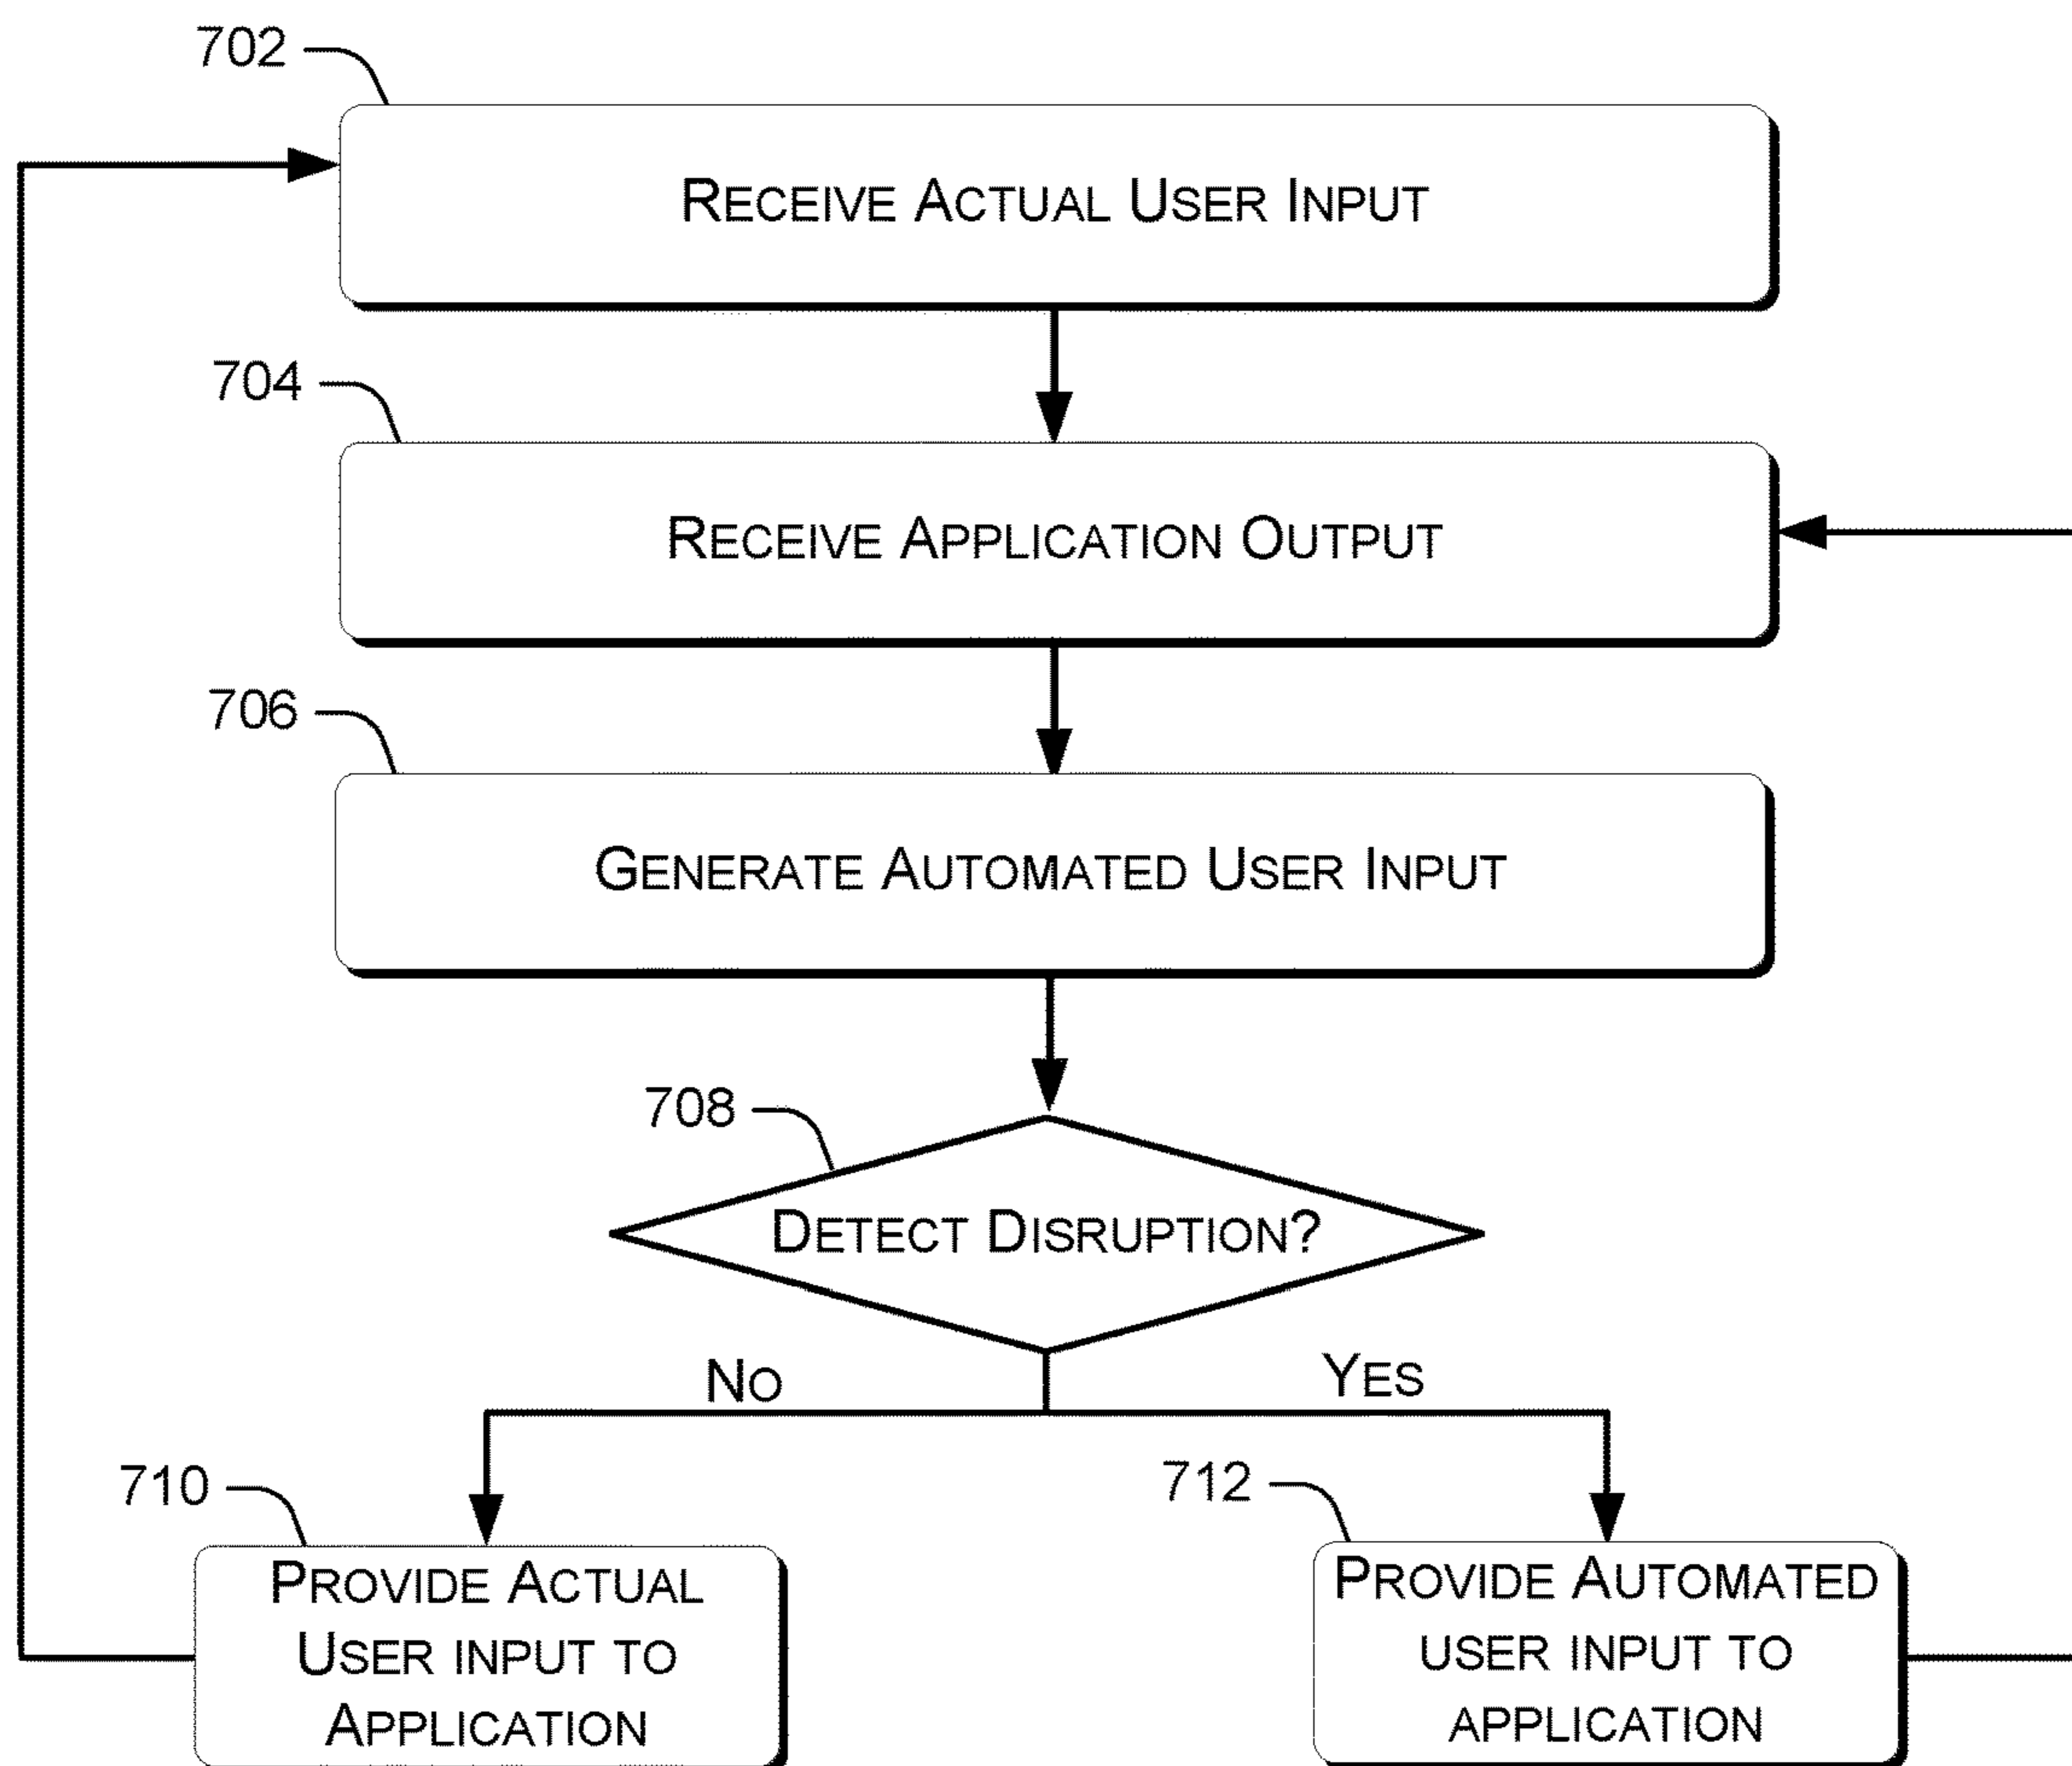 702
RECEIVE ACTUAL USER INPUT
704
RECEIVE APPLICATION OUTPUT
706
GENERATE AUTOMATED USER INPUT
708
DETECT DISRUPTION?
NO
YES
710
PROVIDE ACTUAL
USER INPUT TO
APPLICATION
712
PROVIDE AUTOMATED
USER INPUT TO
APPLICATION